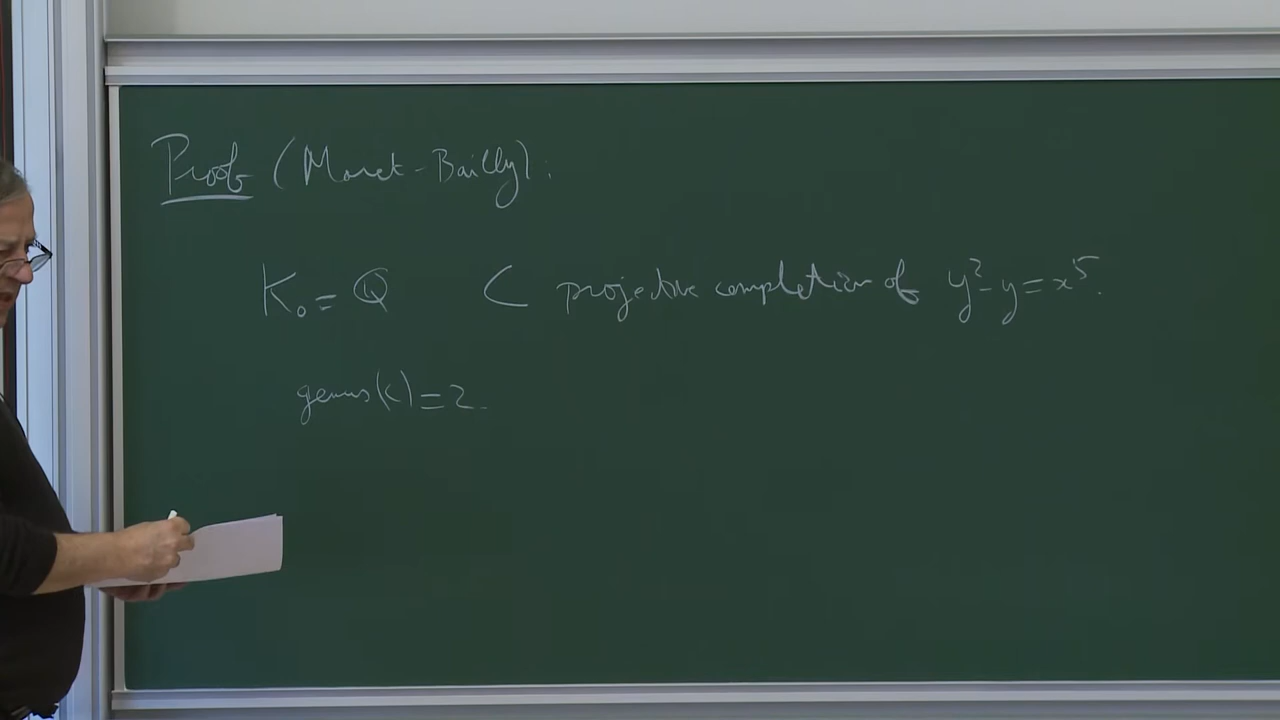 Proof (Moret-Bailly):
K₀ = Q C projective completion of y²-y=x⁵.
genus(C)=2.